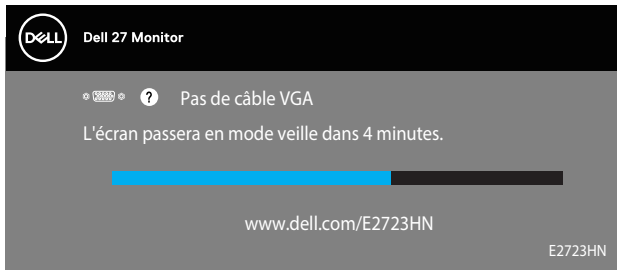 DELL Dell 27 Monitor
? Pas de câble VGA
L'écran passera en mode veille dans 4 minutes.
www.dell.com/E2723HN
E2723HN